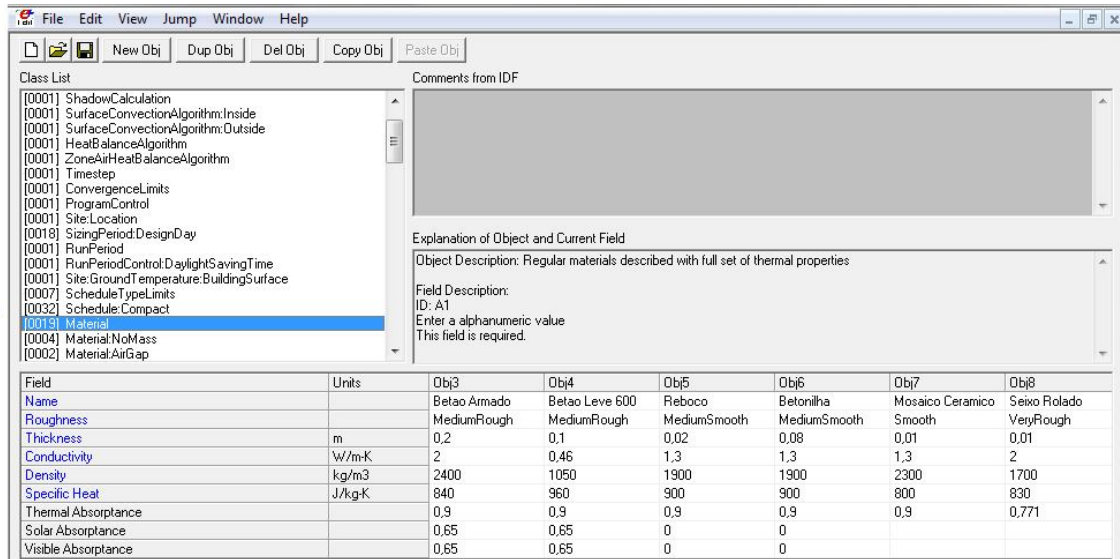 File Edit View Jump Window Help
New Obj Dup Obj Del Obj Copy Obj Paste Obj
Class List
[0001] ShadowCalculation
[0001] SurfaceConvectionAlgorithm:Inside
[0001] SurfaceConvectionAlgorithm:Outside
[0001] HeatBalanceAlgorithm
[0001] ZoneAirHeatBalanceAlgorithm
[0001] Timestep
[0001] ConvergenceLimits
[0001] ProgramControl
[0001] Site:Location
[0018] SizingPeriod:DesignDay
[0001] RunPeriod
[0001] RunPeriodControl:DaylightSavingTime
[0001] Site:GroundTemperature:BuildingSurface
[0007] ScheduleTypeLimits
[0032] Schedule:Compact
[0019] Material
[0004] Material:NoMass
[0002] Material:AirGap
Comments from IDF
Explanation of Object and Current Field
Object Description: Regular materials described with full set of thermal properties
Field Description:
ID: A1
Enter a alphanumeric value
This field is required.
Field Units Obj3 Obj4 Obj5 Obj6 Obj7 Obj8
Name Betao Armado Betao Leve 600 Reboco Betonilha Mosaico Ceramico Seixo Rolado
Roughness MediumRough MediumRough MediumSmooth MediumSmooth Smooth VeryRough
Thickness m 0,2 0,1 0,02 0,08 0,01 0,01
Conductivity W/m-K 2 0,46 1,3 1,3 1,3 2
Density kg/m3 2400 1050 1900 1900 2300 1700
Specific Heat J/kg-K 840 960 900 900 800 830
Thermal Absorptance 0,9 0,9 0,9 0,9 0,9 0,771
Solar Absorptance 0,65 0,65 0 0
Visible Absorptance 0,65 0,65 0 0